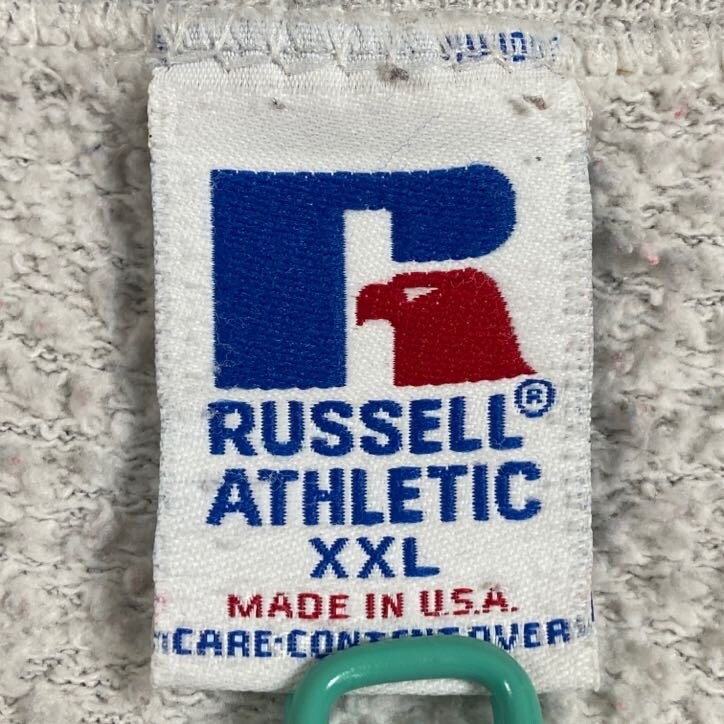 RUSSELL®
ATHLETIC
XXL
MADE IN U.S.A.
CARE-CONTENT OVER